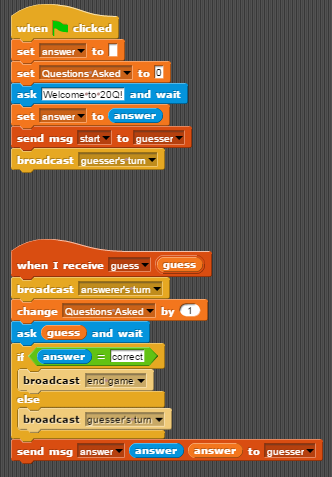 when clicked
set answer to
set Questions Asked to 0
ask Welcome to 20Q! and wait
set answer to answer
send msg start to guesser
broadcast guesser's turn
when I receive guess guess
broadcast answerer's turn
change Questions Asked by 1
ask guess and wait
if answer = correct
broadcast end game
else
broadcast guesser's turn
send msg answer answer answer to guesser